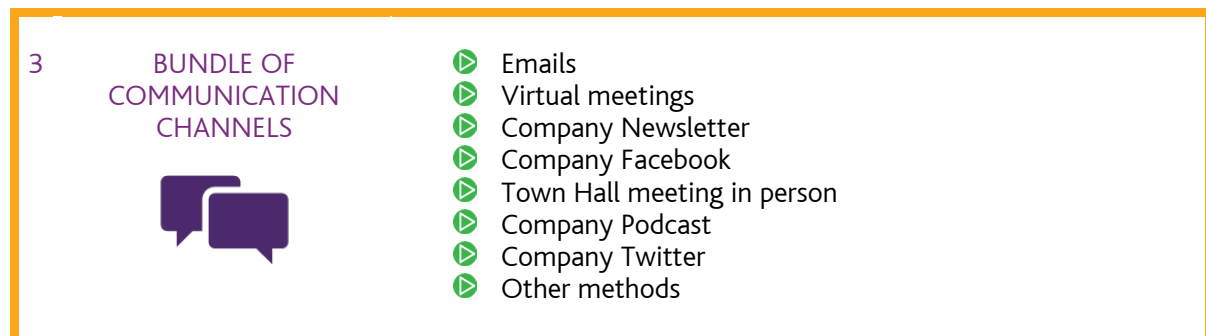 3
BUNDLE OF
COMMUNICATION
CHANNELS
Emails
Virtual meetings
Company Newsletter
Company Facebook
Town Hall meeting in person
Company Podcast
Company Twitter
Other methods